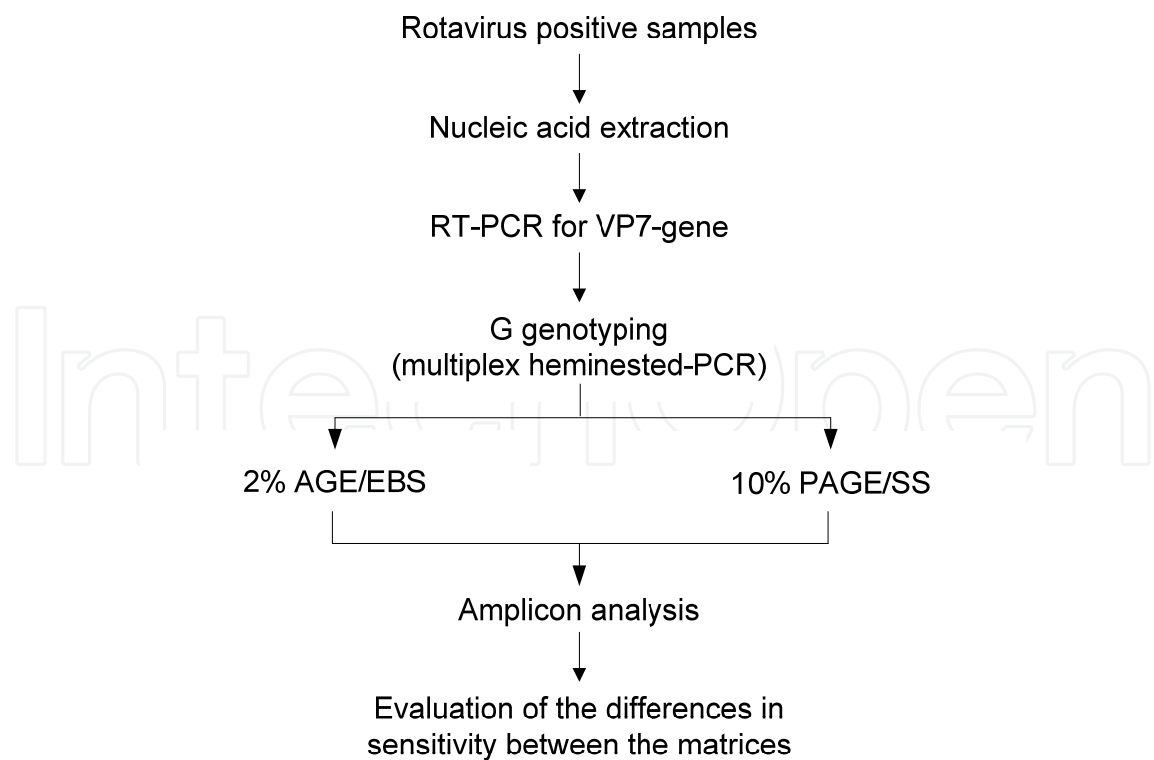 Rotavirus positive samples
Nucleic acid extraction
RT-PCR for VP7-gene
G genotyping
(multiplex heminested-PCR)
IntechOpen
2% AGE/EBS
10% PAGE/SS
Amplicon analysis
Evaluation of the differences in
sensitivity between the matrices